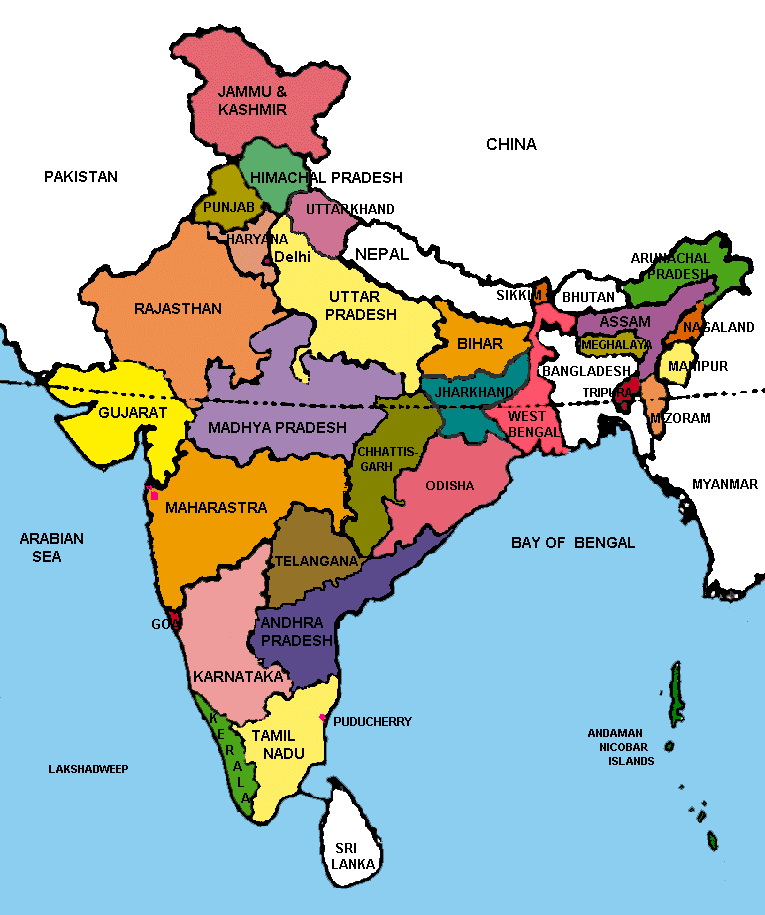 JAMMU &
KASHMIR
CHINA
PAKISTAN
HIMACHAL PRADESH
PUNJAB
UTTARKHAND
HARYANA
Delhi
NEPAL
ARUNACHAL
PRADESH
SIKKIM
BHUTAN
RAJASTHAN
UTTAR
PRADESH
ASSAM
NAGALAND
BIHAR
MEGHALAYA
MANIPUR
BANGLADESH
JHARKHAND
TRIPURA
GUJARAT
WEST
BENGAL
MIZORAM
MADHYA PRADESH
CHHATTIS-
GARH
ODISHA
MYANMAR
MAHARASTRA
ARABIAN
SEA
BAY OF BENGAL
TELANGANA
GOA
ANDHRA
PRADESH
KARNATAKA
KERALA
PUDUCHERRY
TAMIL
NADU
ANDAMAN
NICOBAR
ISLANDS
LAKSHADWEEP
SRI
LANKA